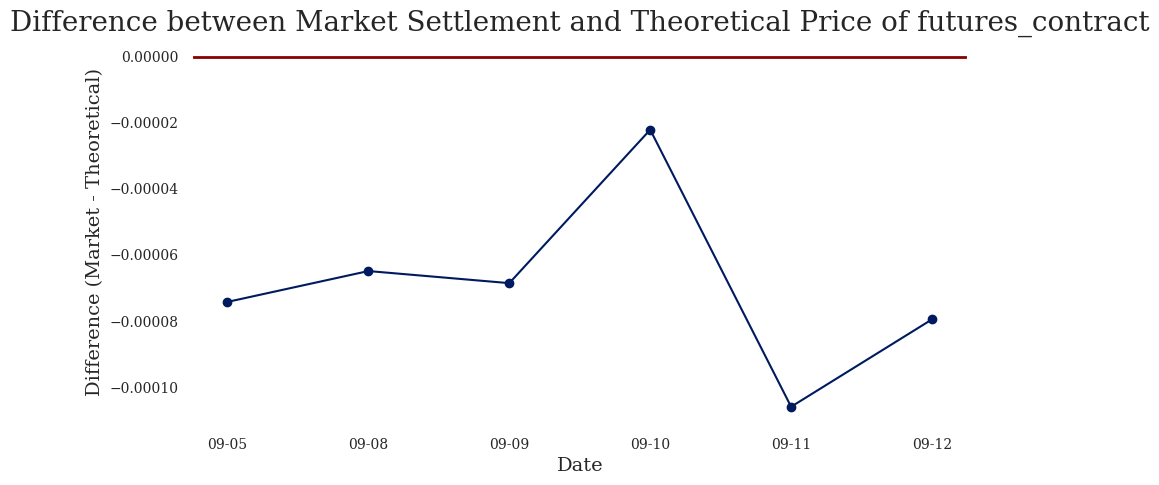 Difference between Market Settlement and Theoretical Price of futures_contract
Difference (Market - Theoretical)
0.00000
−0.00002
−0.00004
−0.00006
−0.00008
−0.00010
09-05 09-08 09-09 09-10 09-11 09-12
Date